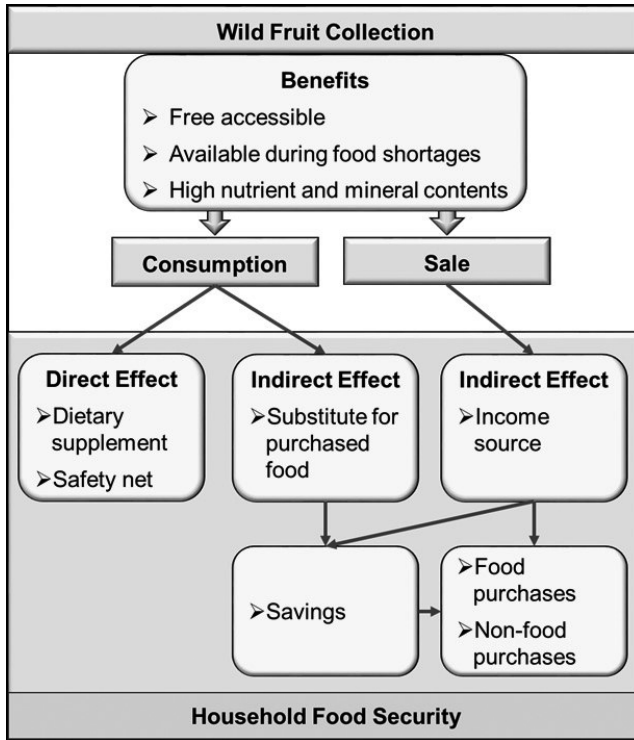 Wild Fruit Collection
Benefits
➢ Free accessible
➢ Available during food shortages
➢ High nutrient and mineral contents
Consumption
Sale
Direct Effect
➢Dietary
supplement
➢Safety net
Indirect Effect
➢Substitute for
purchased
food
Indirect Effect
➢Income
source
➢Savings
➢Food
purchases
➢Non-food
purchases
Household Food Security